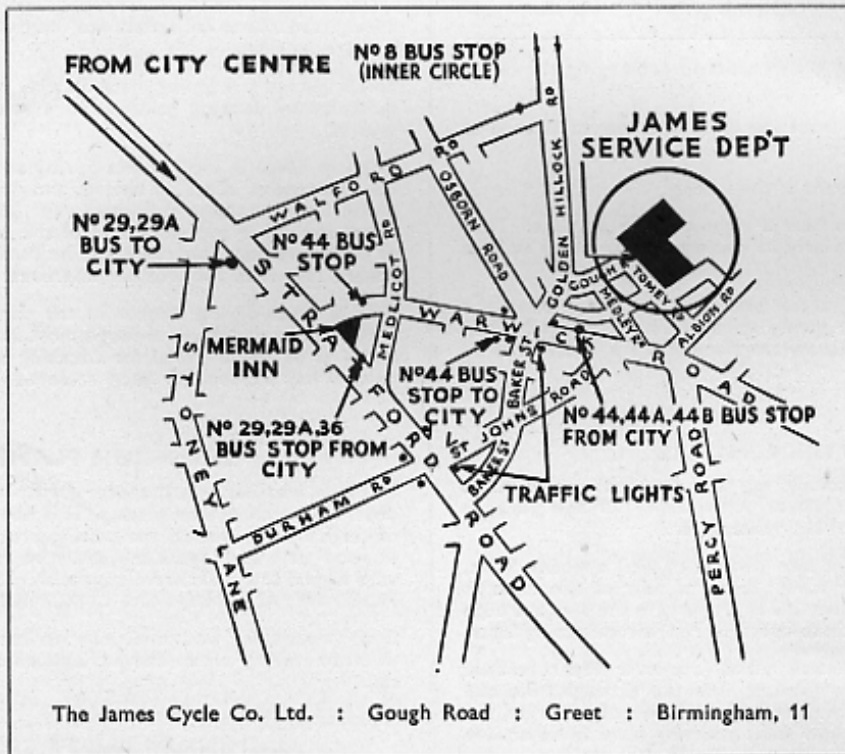 FROM CITY CENTRE
Nº 8 BUS STOP
(INNER CIRCLE)
JAMES
SERVICE DEP'T
WALFORD RD
OSBORN ROAD
GOLDEN HILLOCK RD
Nº 29,29A
BUS TO
CITY
Nº 44 BUS
STOP
MEDLICOT RD
GOUGH
TOMEY RD
MEDLEY RD
ALBION RD
STRATFORD ROAD
WARWICK ROAD
MERMAID
INN
STONEY LANE
Nº 44 BUS
STOP TO
CITY
BAKER ST
Nº 29,29A,36
BUS STOP FROM
CITY
ST JOHNS ROAD
BAKER ST
Nº 44,44A,44B BUS STOP
FROM CITY
TRAFFIC LIGHTS
DURHAM RD
PERCY ROAD
The James Cycle Co. Ltd. : Gough Road : Greet : Birmingham, 11